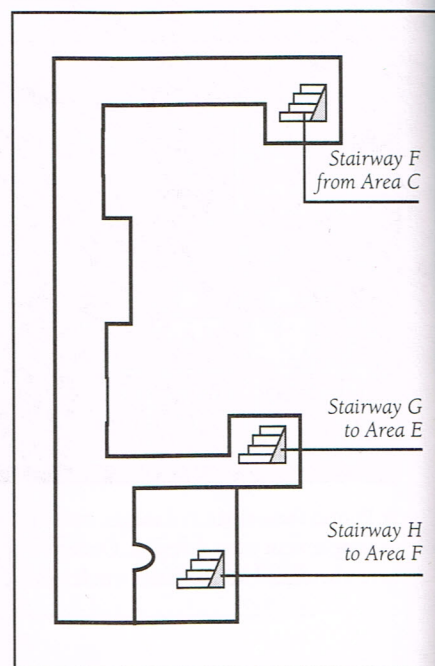 Stairway F
from Area C
Stairway G
to Area E
Stairway H
to Area F